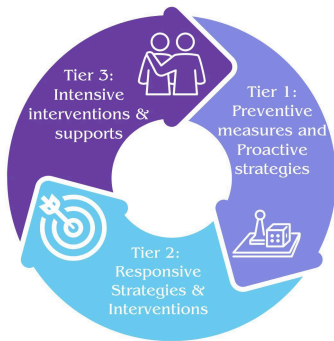 Tier 1:
Preventive
measures and
Proactive
strategies
Tier 2:
Responsive
Strategies &
Interventions
Tier 3:
Intensive
interventions &
supports